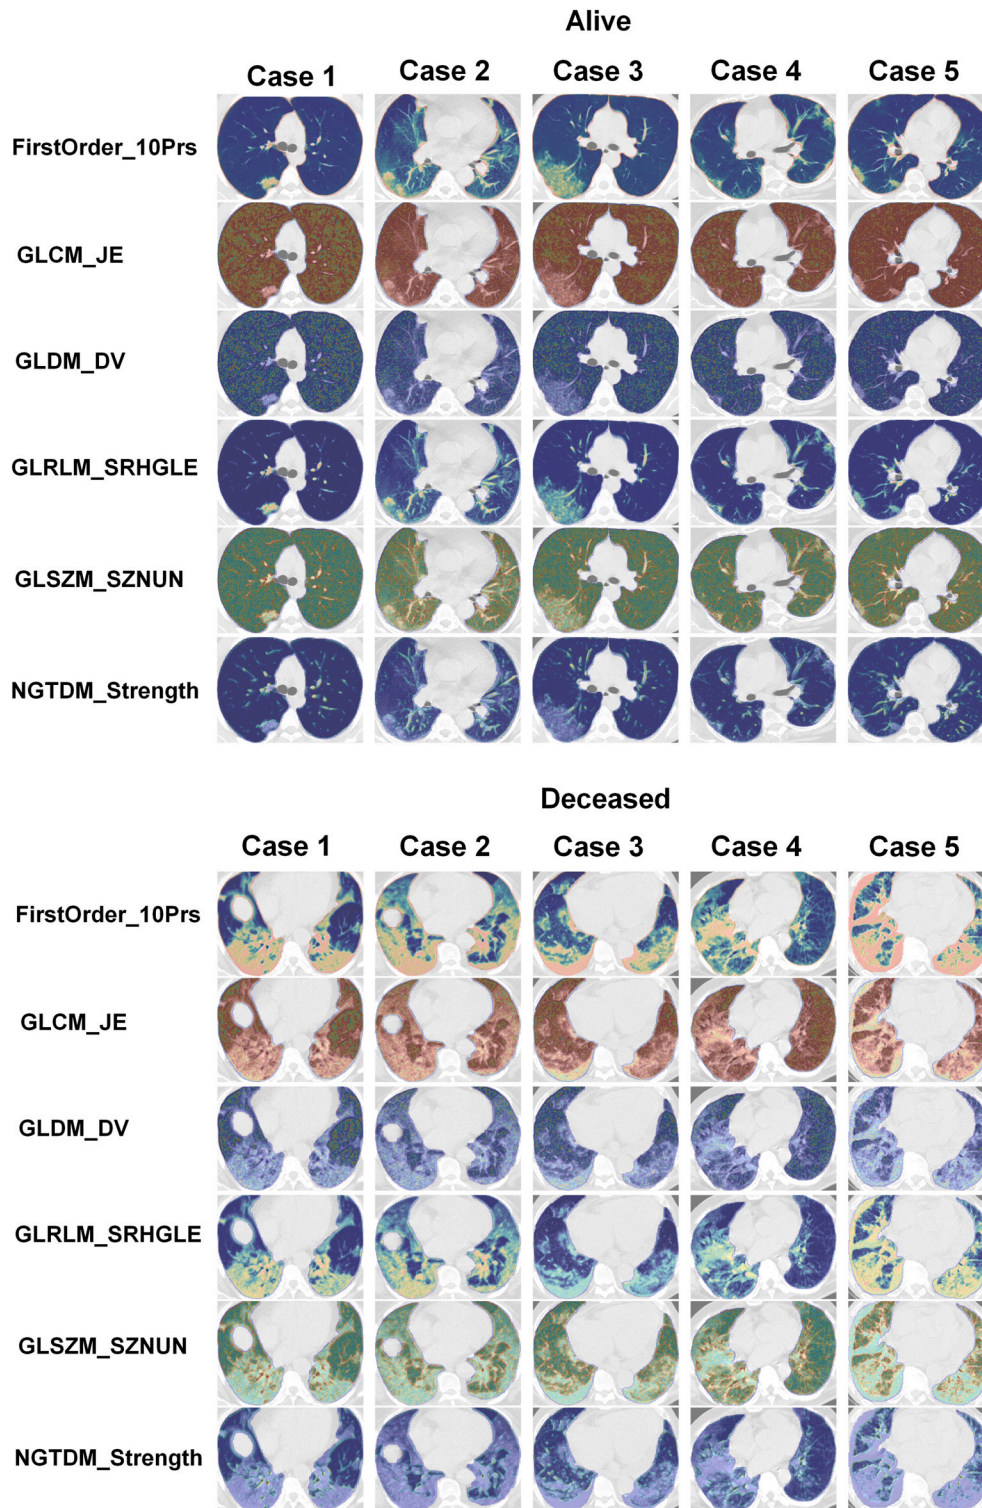 Alive
Case 1 Case 2 Case 3 Case 4 Case 5
FirstOrder_10Prs
GLCM_JE
GLDM_DV
GLRLM_SRHGLE
GLSZM_SZNUN
NGTDM_Strength
Deceased
Case 1 Case 2 Case 3 Case 4 Case 5
FirstOrder_10Prs
GLCM_JE
GLDM_DV
GLRLM_SRHGLE
GLSZM_SZNUN
NGTDM_Strength